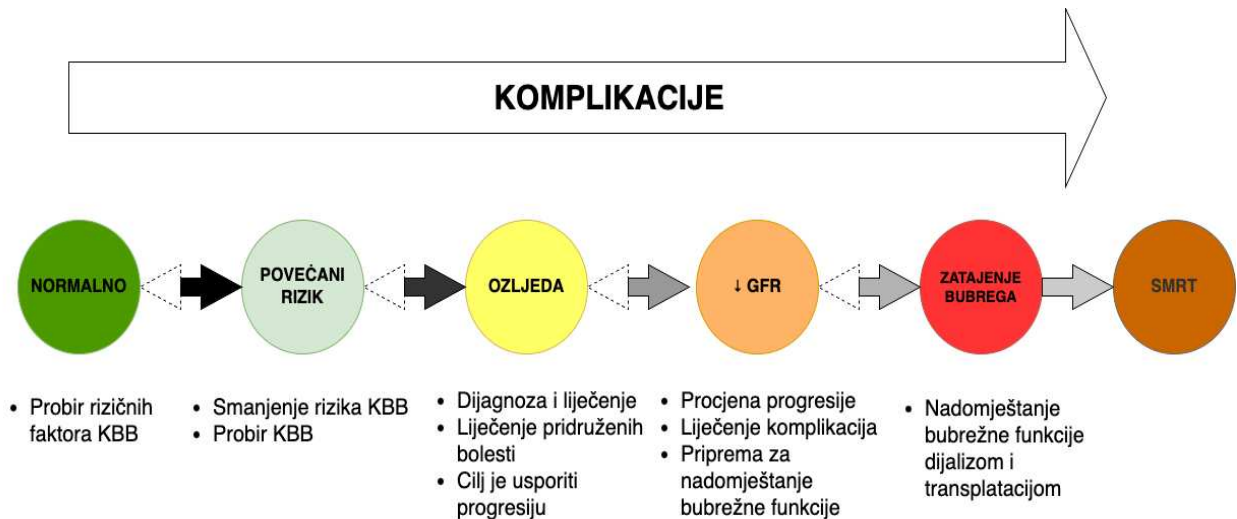 KOMPLIKACIJE
NORMALNO
POVEĆANI
RIZIK
OZLJEDA
↓ GFR
ZATAJENJE
BUBREGA
SMRT
• Probir rizičnih
faktora KBB
• Smanjenje rizika KBB
• Probir KBB
• Dijagnoza i liječenje
• Liječenje pridruženih
bolesti
• Cilj je usporiti
progresiju
• Procjena progresije
• Liječenje komplikacija
• Priprema za
nadomještanje
bubrežne funkcije
• Nadomještanje
bubrežne funkcije
dijalizom i
transplatacijom